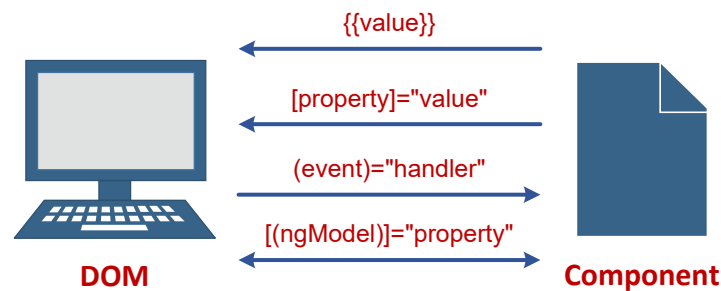 {{value}}
[property]="value"
(event)="handler"
[(ngModel)]="property"
DOM
Component